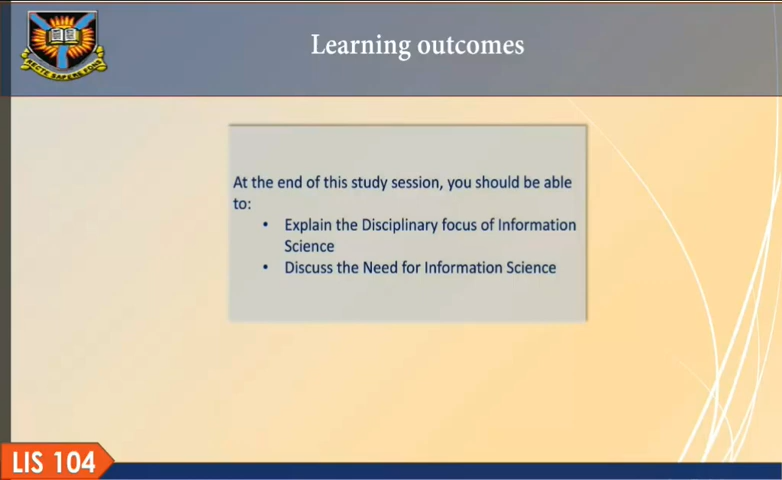 Learning outcomes
At the end of this study session, you should be able
to:
• Explain the Disciplinary focus of Information
Science
• Discuss the Need for Information Science
LIS 104